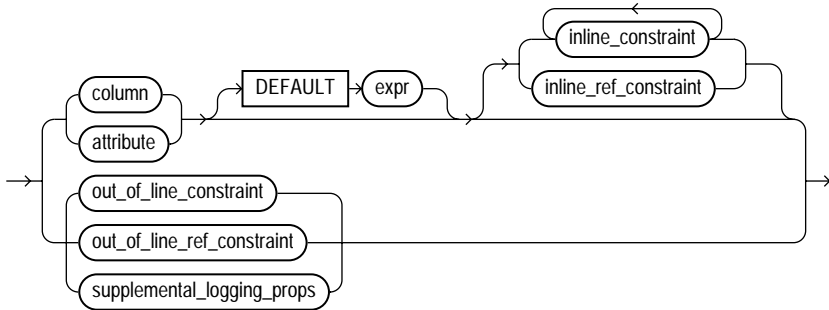 inline_constraint
inline_ref_constraint
column
DEFAULT
expr
attribute
out_of_line_constraint
out_of_line_ref_constraint
supplemental_logging_props